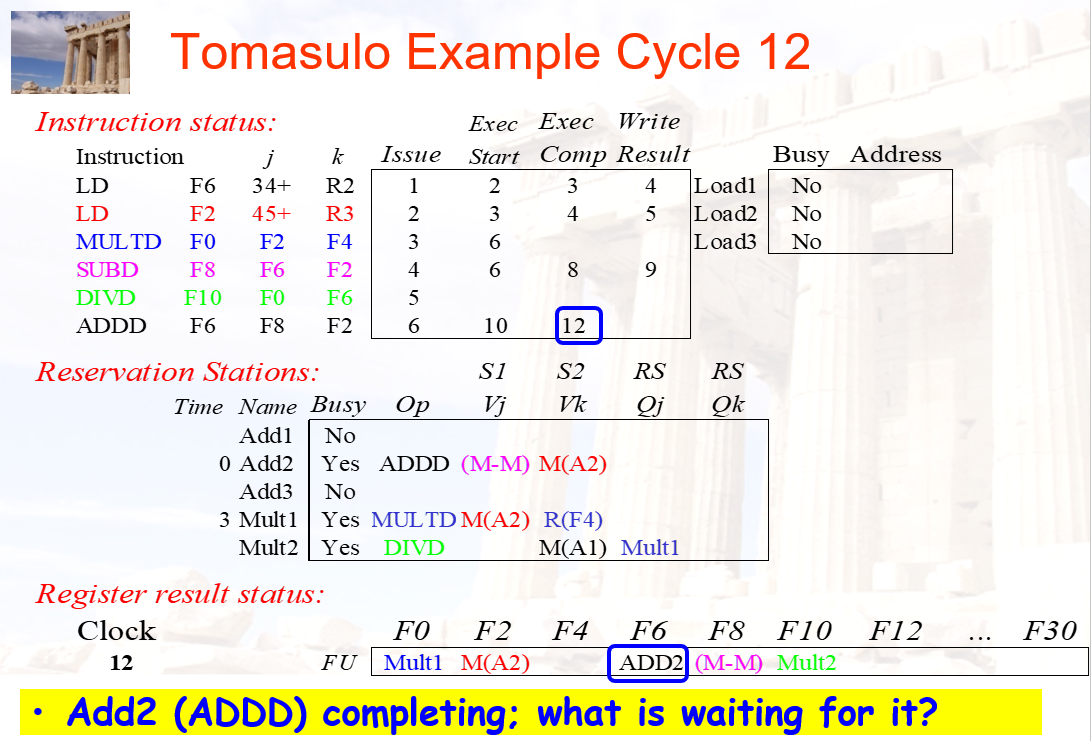 Tomasulo Example Cycle 12
Instruction status: Exec Exec Write
Instruction j k Issue Start Comp Result Busy Address
LD F6 34+ R2 1 2 3 4 Load1 No
LD F2 45+ R3 2 3 4 5 Load2 No
MULTD F0 F2 F4 3 6 Load3 No
SUBD F8 F6 F2 4 6 8 9
DIVD F10 F0 F6 5
ADDD F6 F8 F2 6 10 12
Reservation Stations: S1 S2 RS RS
Time Name Busy Op Vj Vk Qj Qk
Add1 No
0 Add2 Yes ADDD (M-M) M(A2)
Add3 No
3 Mult1 Yes MULTD M(A2) R(F4)
Mult2 Yes DIVD M(A1) Mult1
Register result status:
Clock F0 F2 F4 F6 F8 F10 F12 ... F30
12 FU Mult1 M(A2) ADD2 (M-M) Mult2
• Add2 (ADDD) completing; what is waiting for it?